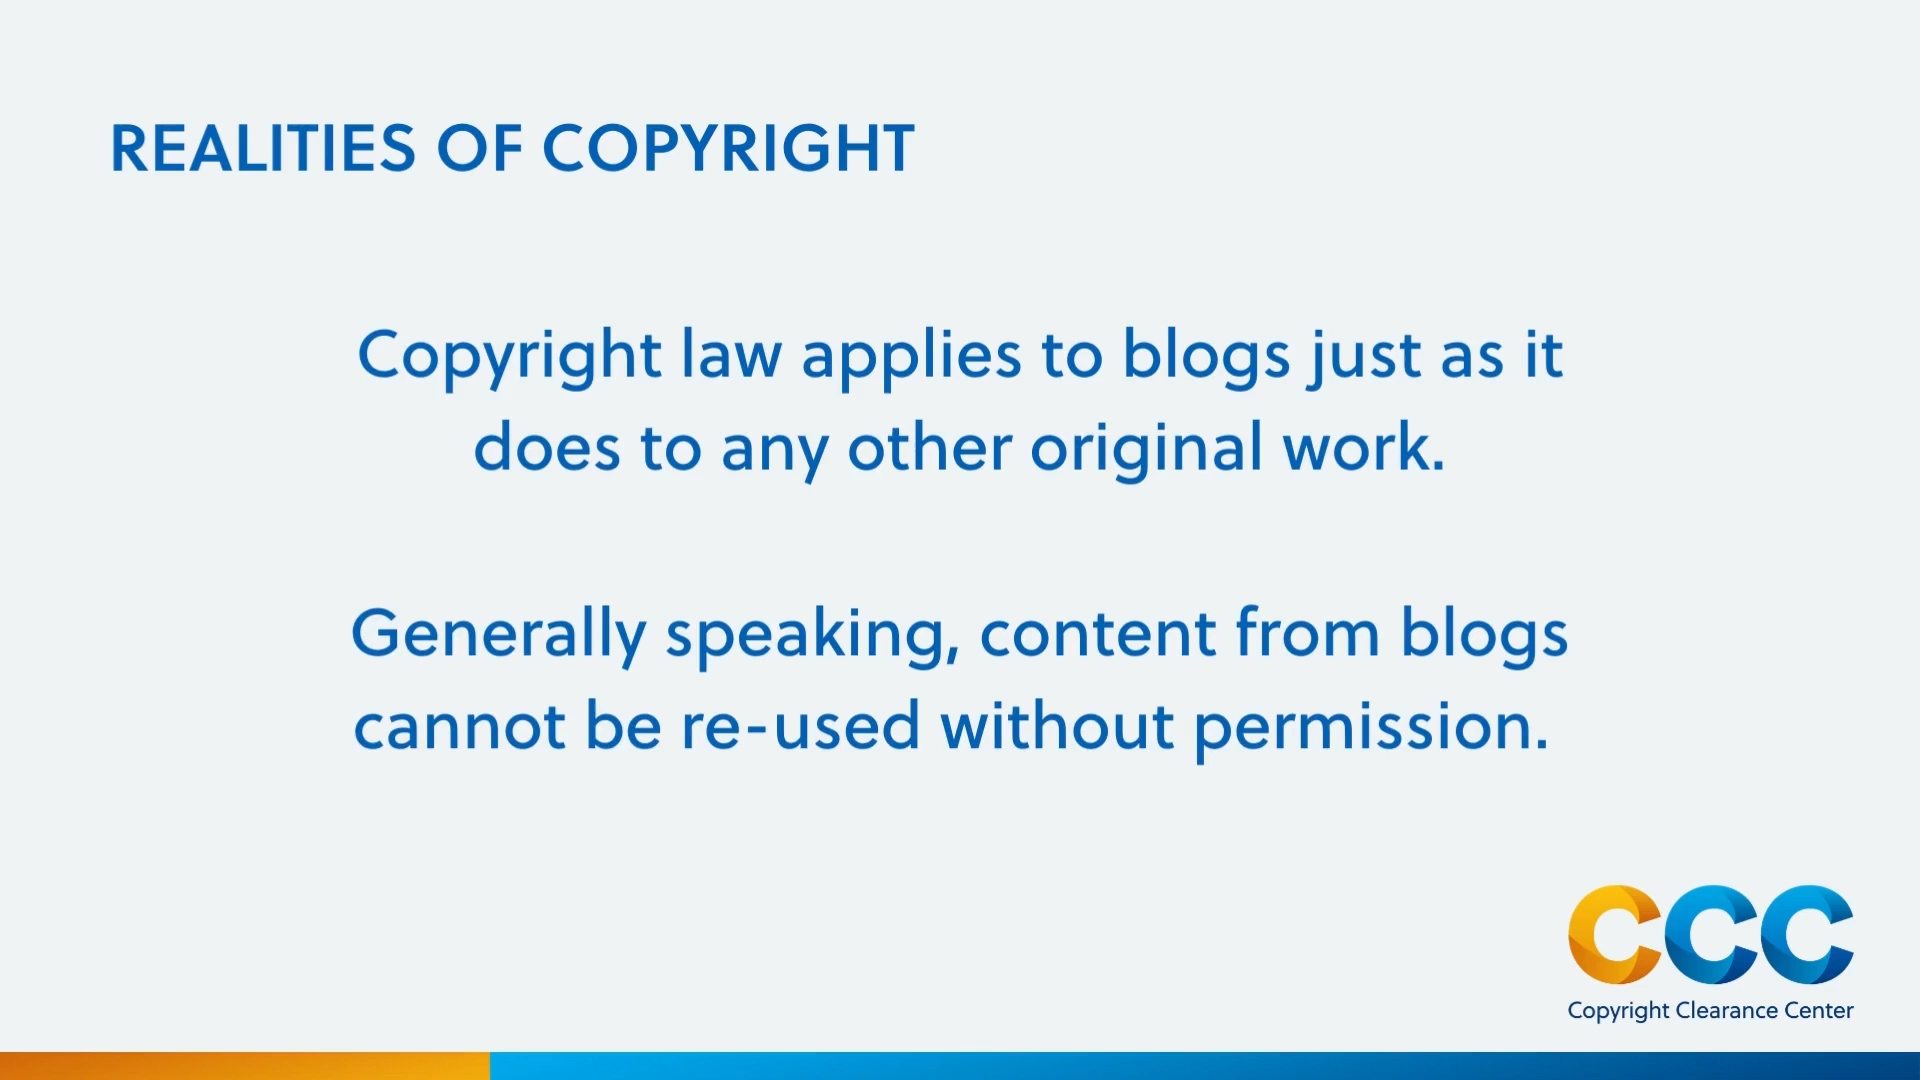 REALITIES OF COPYRIGHT
Copyright law applies to blogs just as it
does to any other original work.
Generally speaking, content from blogs
cannot be re-used without permission.
CCC
Copyright Clearance Center